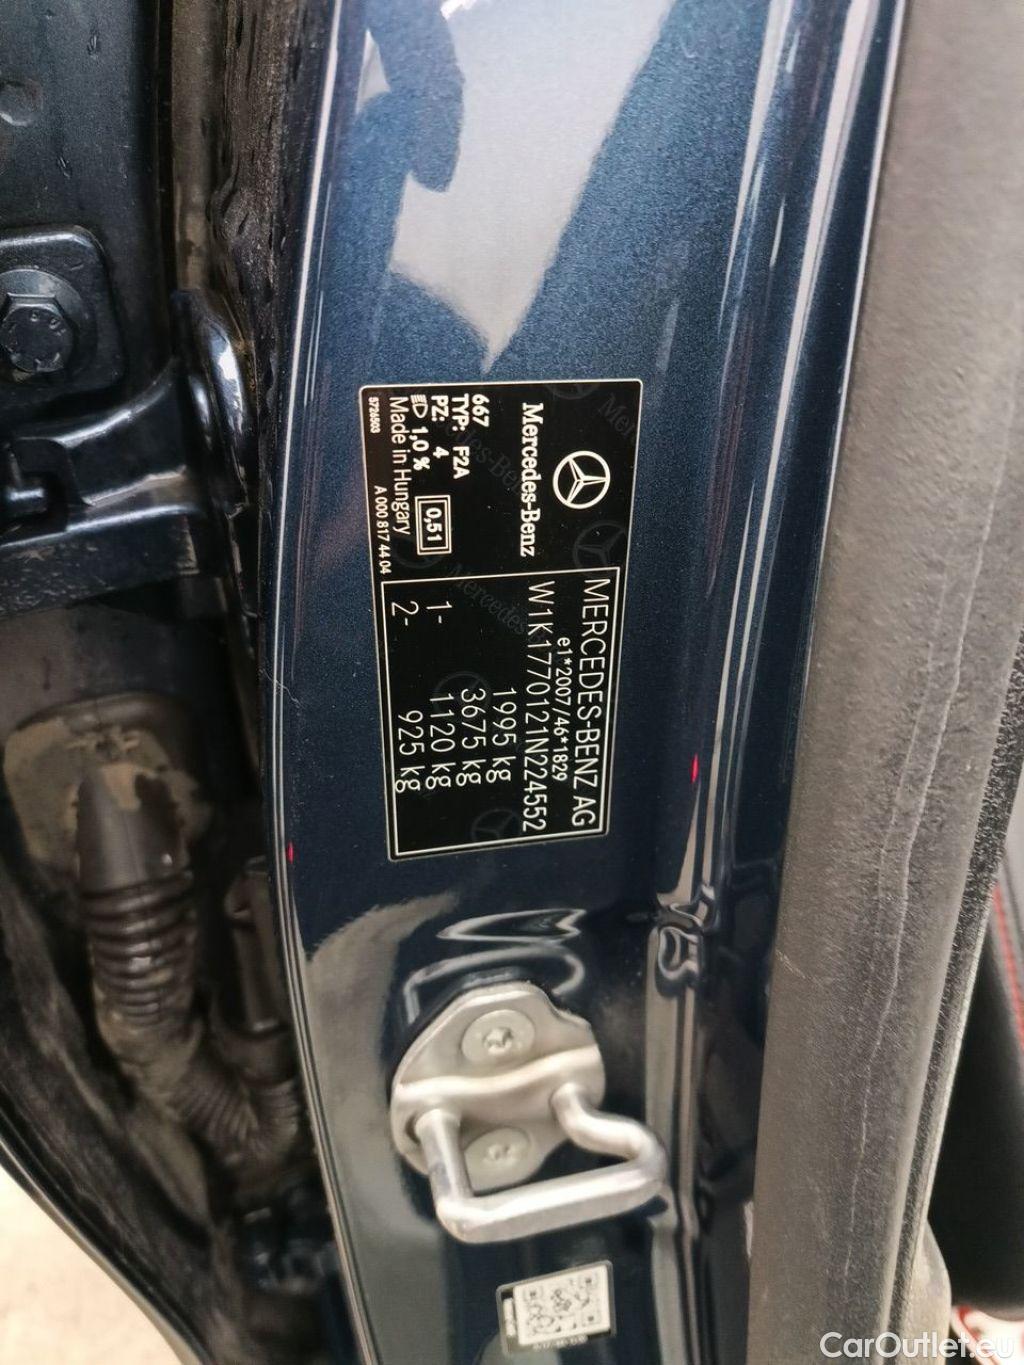 Mercedes-Benz
667
TYP: F2A
PZ: 4
1,0 %
0,51
Made in Hungary
5726503
A 000 817 44 04
MERCEDES-BENZ AG
e1*2007/46*1829
W1K1770121N224552
1995 kg
3675 kg
1- 1120 kg
2- 925 kg
CarOutlet.eu